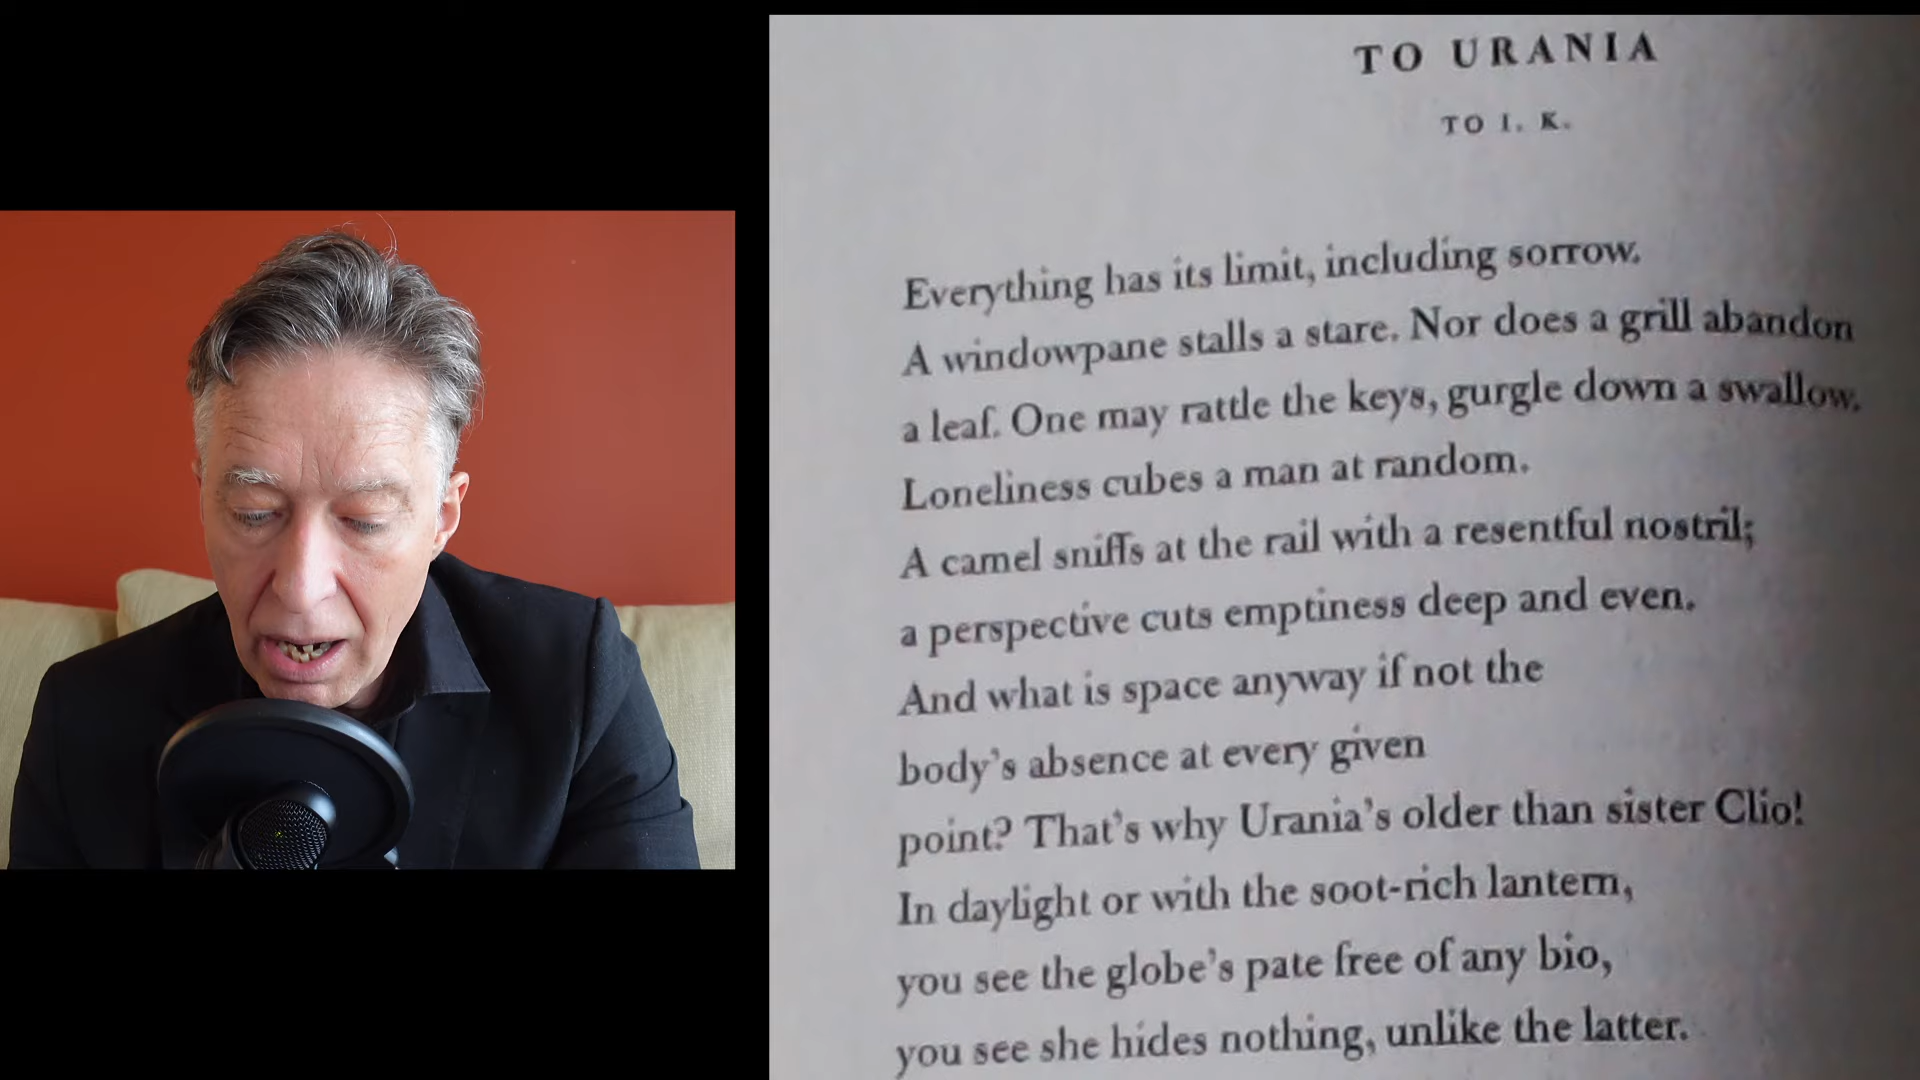 TO URANIA
TO I. K.
Everything has its limit, including sorrow.
A windowpane stalls a stare. Nor does a grill abandon
a leaf. One may rattle the keys, gurgle down a swallow.
Loneliness cubes a man at random.
A camel sniffs at the rail with a resentful nostril;
a perspective cuts emptiness deep and even.
And what is space anyway if not the
body's absence at every given
point? That's why Urania's older than sister Clio!
In daylight or with the soot-rich lantern,
you see the globe's pate free of any bio,
you see she hides nothing, unlike the latter.